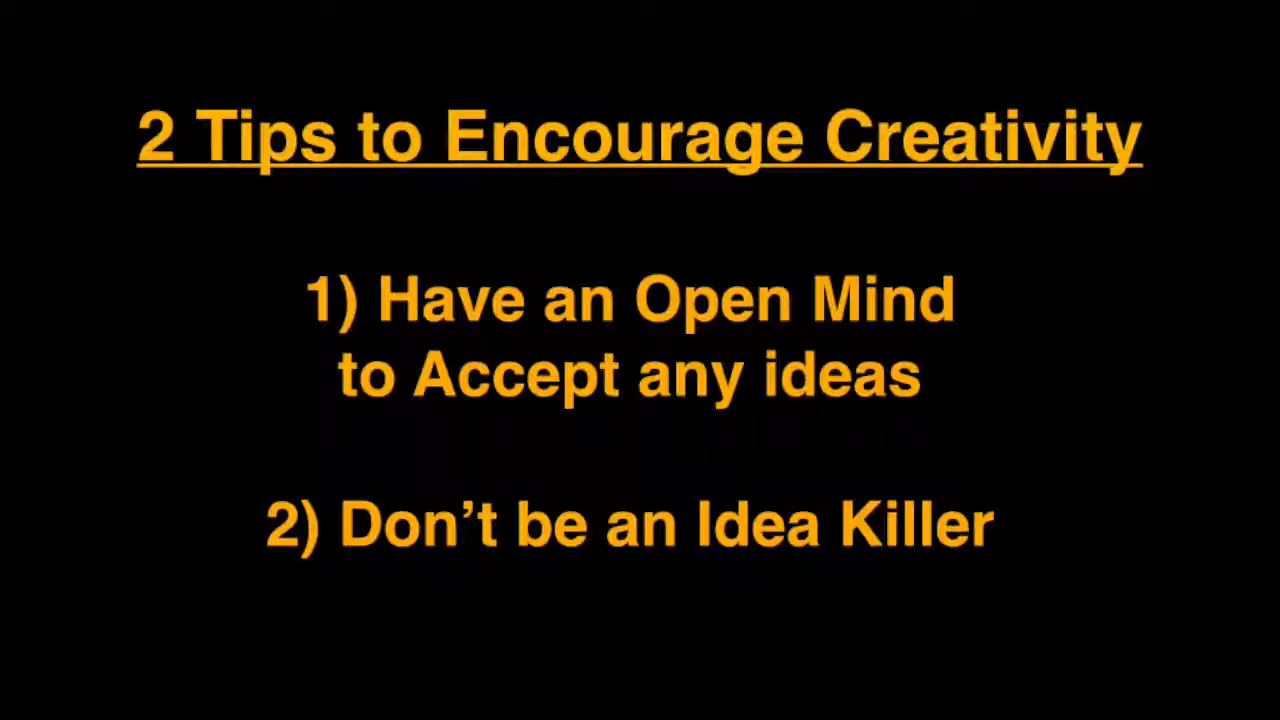 2 Tips to Encourage Creativity
1) Have an Open Mind
to Accept any ideas
2) Don’t be an Idea Killer